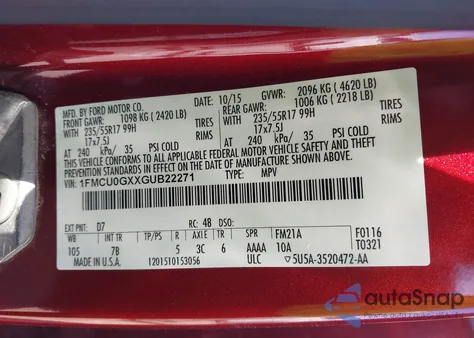 MFD. BY FORD MOTOR CO.
10/15 GVWR: 2096 KG (4620 LB)
FRONT GAWR: 1098 KG (2420 LB)
REAR GAWR: 1006 KG (2218 LB)
WITH 235/55R17 99H TIRES
17x7.5J RIMS
AT 240 kPa/ 35 PSI COLD
WITH 235/55R17 99H TIRES
17x7.5J RIMS
AT 240 kPa/ 35 PSI COLD
THIS VEHICLE CONFORMS TO ALL APPLICABLE FEDERAL MOTOR VEHICLE SAFETY AND BUMPER STANDARDS IN EFFECT ON THE DATE OF MANUFACTURE SHOWN ABOVE.
VIN: 1FMCU0GXXGUB22271
TYPE: MPV
EXT PNT: D7 RC: 48 DSO:
WB INT TR TP/PS R AXLE TR SPR
105 7B 5 3C 6 AAAA
FM21A
10A
F0116
T0321
MADE IN U.S.A. 1201510153056 ULC
5U5A-3520472-AA
autoSnap